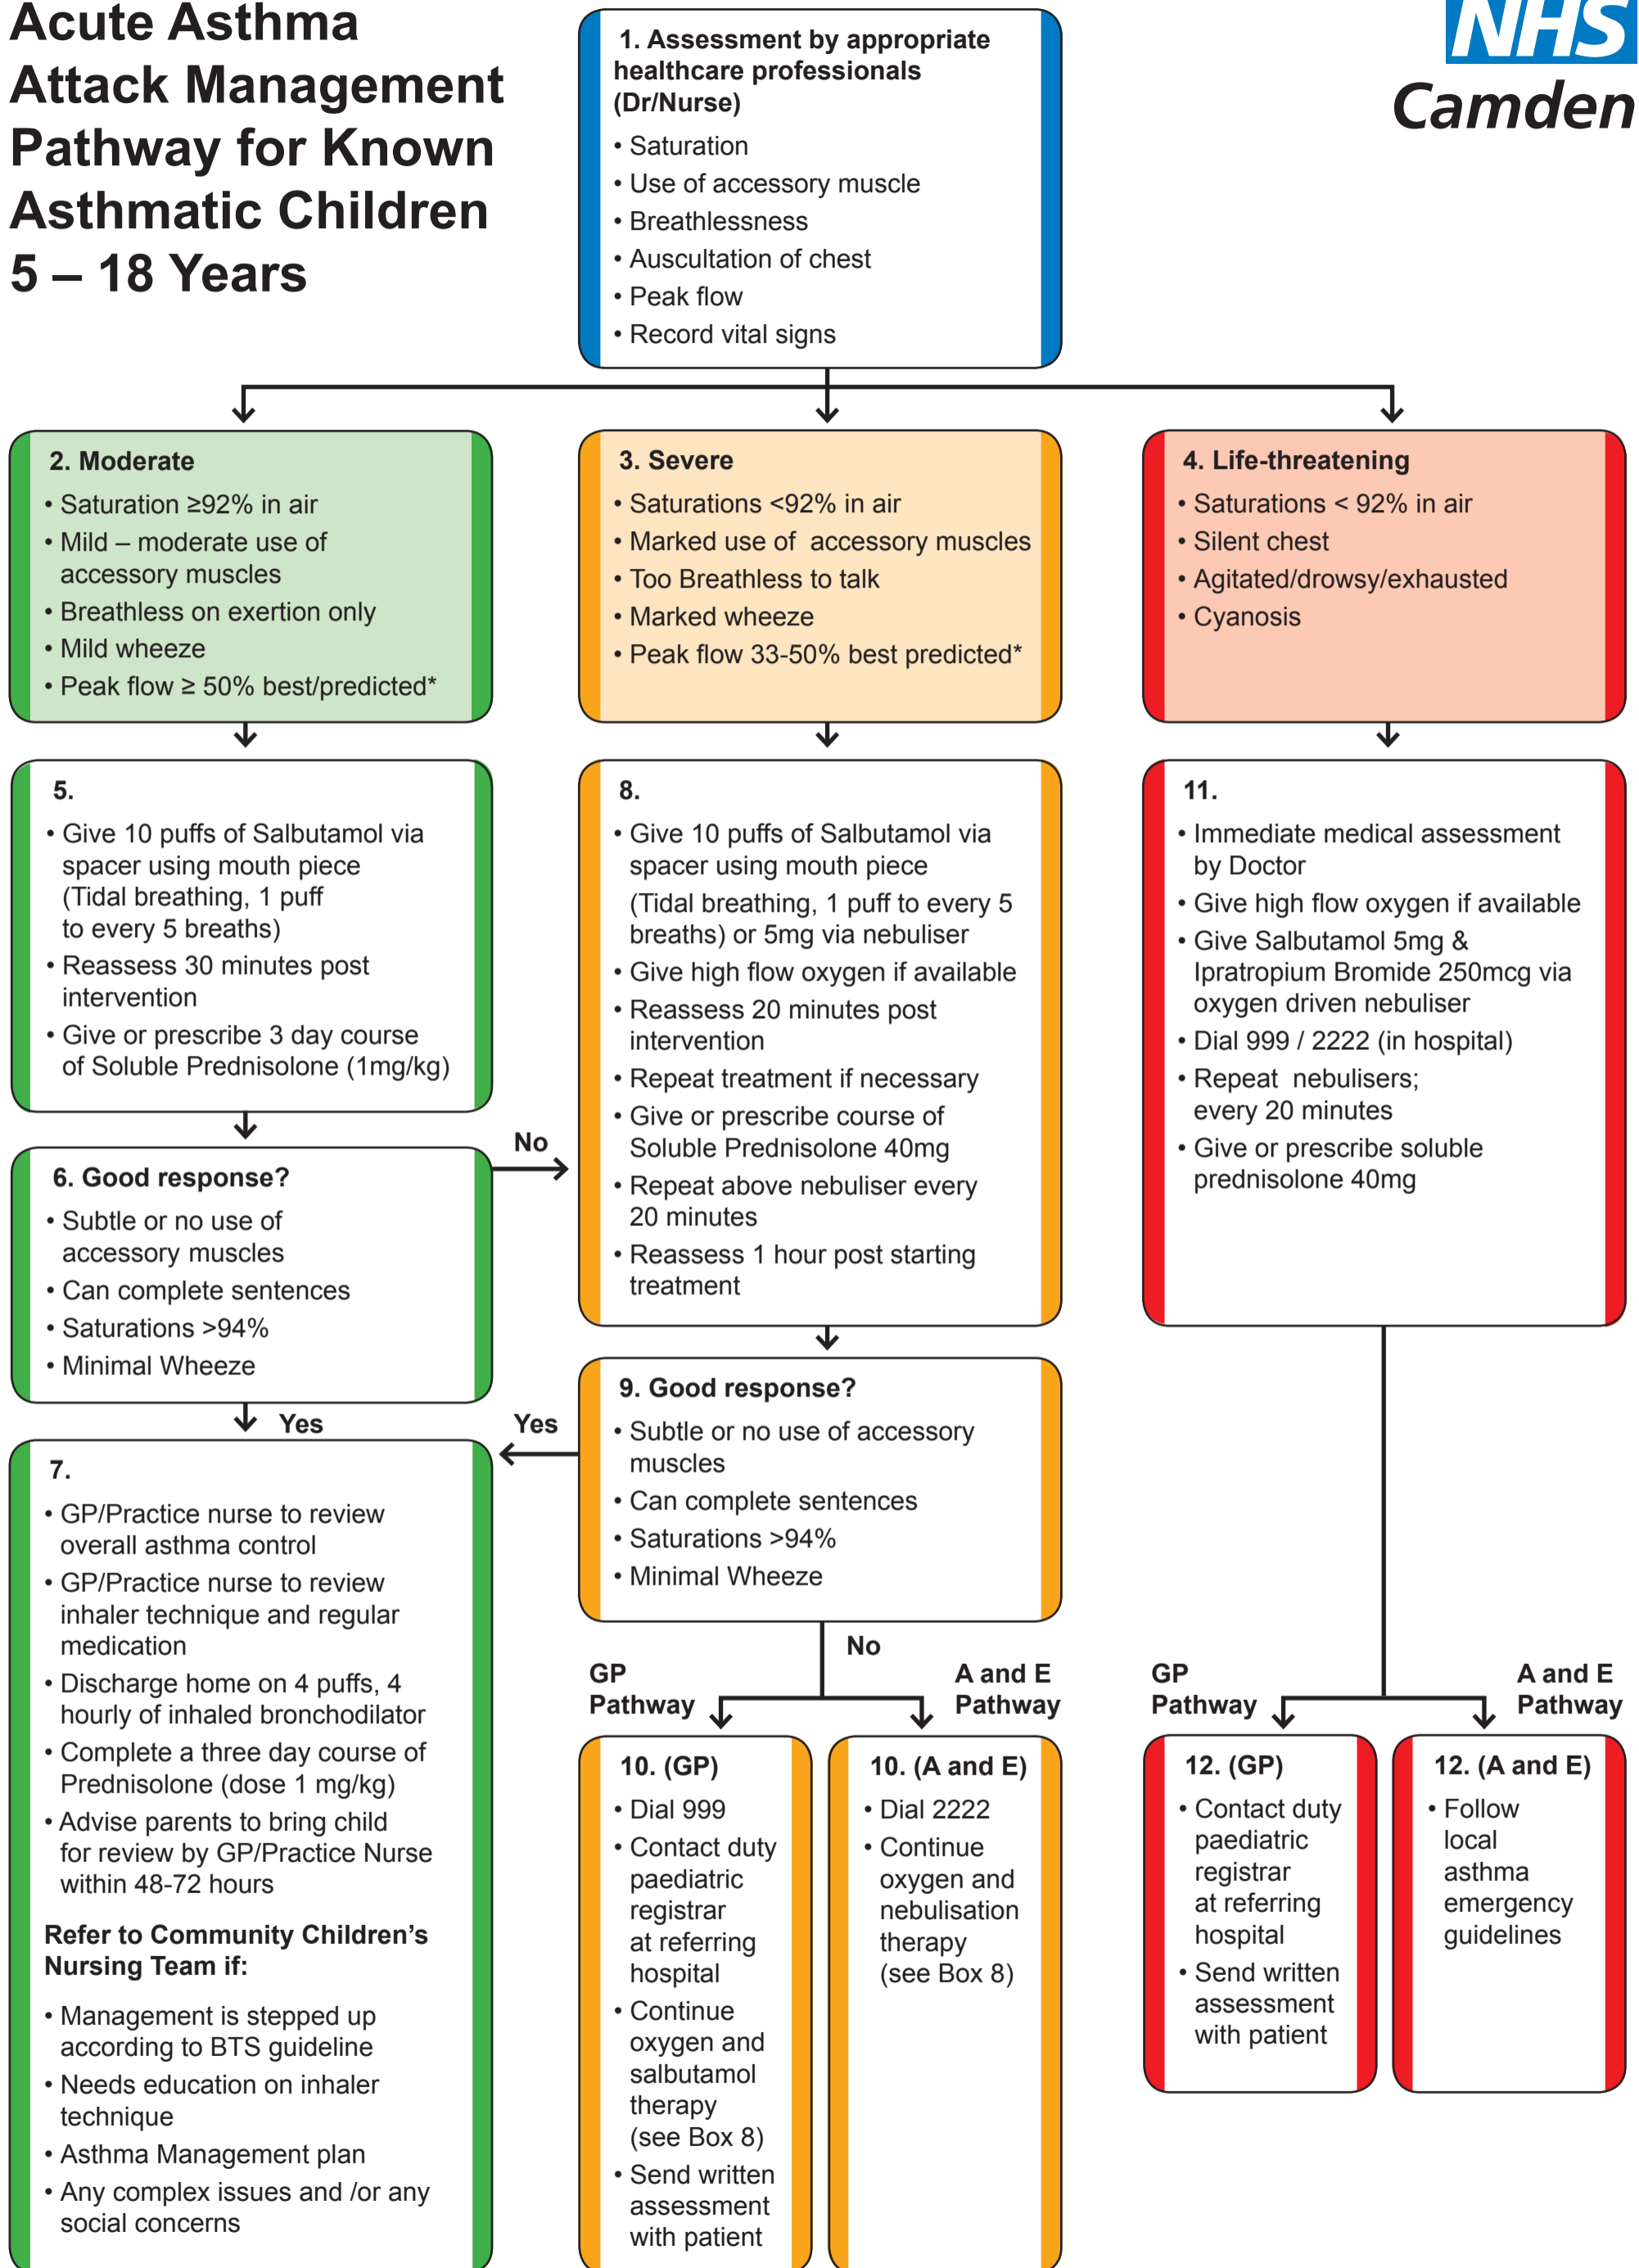 Acute Asthma
Attack Management
Pathway for Known
Asthmatic Children
5 – 18 Years
NHS
Camden
1. Assessment by appropriate
healthcare professionals
(Dr/Nurse)
• Saturation
• Use of accessory muscle
• Breathlessness
• Auscultation of chest
• Peak flow
• Record vital signs
2. Moderate
• Saturation ≥92% in air
• Mild – moderate use of
accessory muscles
• Breathless on exertion only
• Mild wheeze
• Peak flow ≥ 50% best/predicted*
3. Severe
• Saturations <92% in air
• Marked use of  accessory muscles
• Too Breathless to talk
• Marked wheeze
• Peak flow 33-50% best predicted*
4. Life-threatening
• Saturations < 92% in air
• Silent chest
• Agitated/drowsy/exhausted
• Cyanosis
5.
• Give 10 puffs of Salbutamol via
spacer using mouth piece
(Tidal breathing, 1 puff
to every 5 breaths)
• Reassess 30 minutes post
intervention
• Give or prescribe 3 day course
of Soluble Prednisolone (1mg/kg)
No
6. Good response?
• Subtle or no use of
accessory muscles
• Can complete sentences
• Saturations >94%
• Minimal Wheeze
Yes
7.
• GP/Practice nurse to review
overall asthma control
• GP/Practice nurse to review
inhaler technique and regular
medication
• Discharge home on 4 puffs, 4
hourly of inhaled bronchodilator
• Complete a three day course of
Prednisolone (dose 1 mg/kg)
• Advise parents to bring child
for review by GP/Practice Nurse
within 48-72 hours
Refer to Community Children's
Nursing Team if:
• Management is stepped up
according to BTS guideline
• Needs education on inhaler
technique
• Asthma Management plan
• Any complex issues and /or any
social concerns
8.
• Give 10 puffs of Salbutamol via
spacer using mouth piece
(Tidal breathing, 1 puff to every 5
breaths) or 5mg via nebuliser
• Give high flow oxygen if available
• Reassess 20 minutes post
intervention
• Repeat treatment if necessary
• Give or prescribe course of
Soluble Prednisolone 40mg
• Repeat above nebuliser every
20 minutes
• Reassess 1 hour post starting
treatment
Yes
9. Good response?
• Subtle or no use of accessory
muscles
• Can complete sentences
• Saturations >94%
• Minimal Wheeze
No
GP
Pathway
A and E
Pathway
10. (GP)
• Dial 999
• Contact duty
paediatric
registrar
at referring
hospital
• Continue
oxygen and
salbutamol
therapy
(see Box 8)
• Send written
assessment
with patient
10. (A and E)
• Dial 2222
• Continue
oxygen and
nebulisation
therapy
(see Box 8)
11.
• Immediate medical assessment
by Doctor
• Give high flow oxygen if available
• Give Salbutamol 5mg &
Ipratropium Bromide 250mcg via
oxygen driven nebuliser
• Dial 999 / 2222 (in hospital)
• Repeat  nebulisers;
every 20 minutes
• Give or prescribe soluble
prednisolone 40mg
GP
Pathway
A and E
Pathway
12. (GP)
• Contact duty
paediatric
registrar
at referring
hospital
• Send written
assessment
with patient
12. (A and E)
• Follow
local
asthma
emergency
guidelines